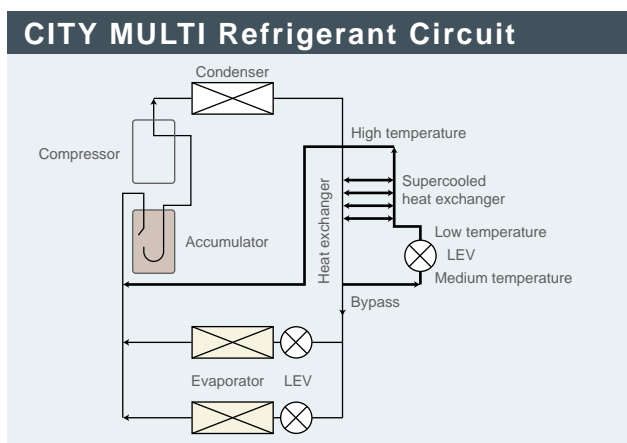 CITY MULTI Refrigerant Circuit
Condenser
High temperature
Compressor
Supercooled
heat exchanger
Heat exchanger
Accumulator
Low temperature
LEV
Medium temperature
Bypass
Evaporator LEV